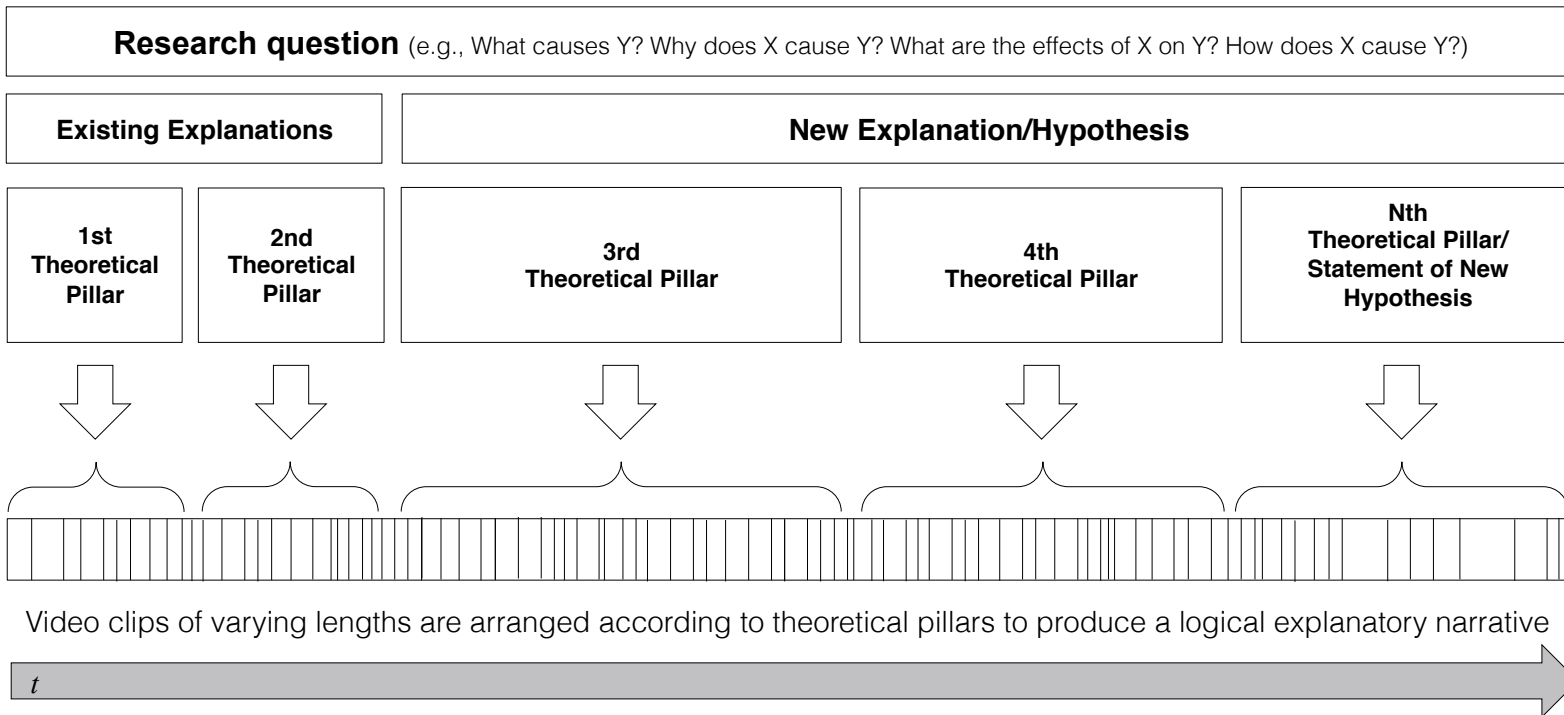 Research question (e.g., What causes Y? Why does X cause Y? What are the effects of X on Y? How does X cause Y?)
Existing Explanations
New Explanation/Hypothesis
1st
Theoretical
Pillar
2nd
Theoretical
Pillar
3rd
Theoretical Pillar
4th
Theoretical Pillar
Nth
Theoretical Pillar/
Statement of New
Hypothesis
Video clips of varying lengths are arranged according to theoretical pillars to produce a logical explanatory narrative
t